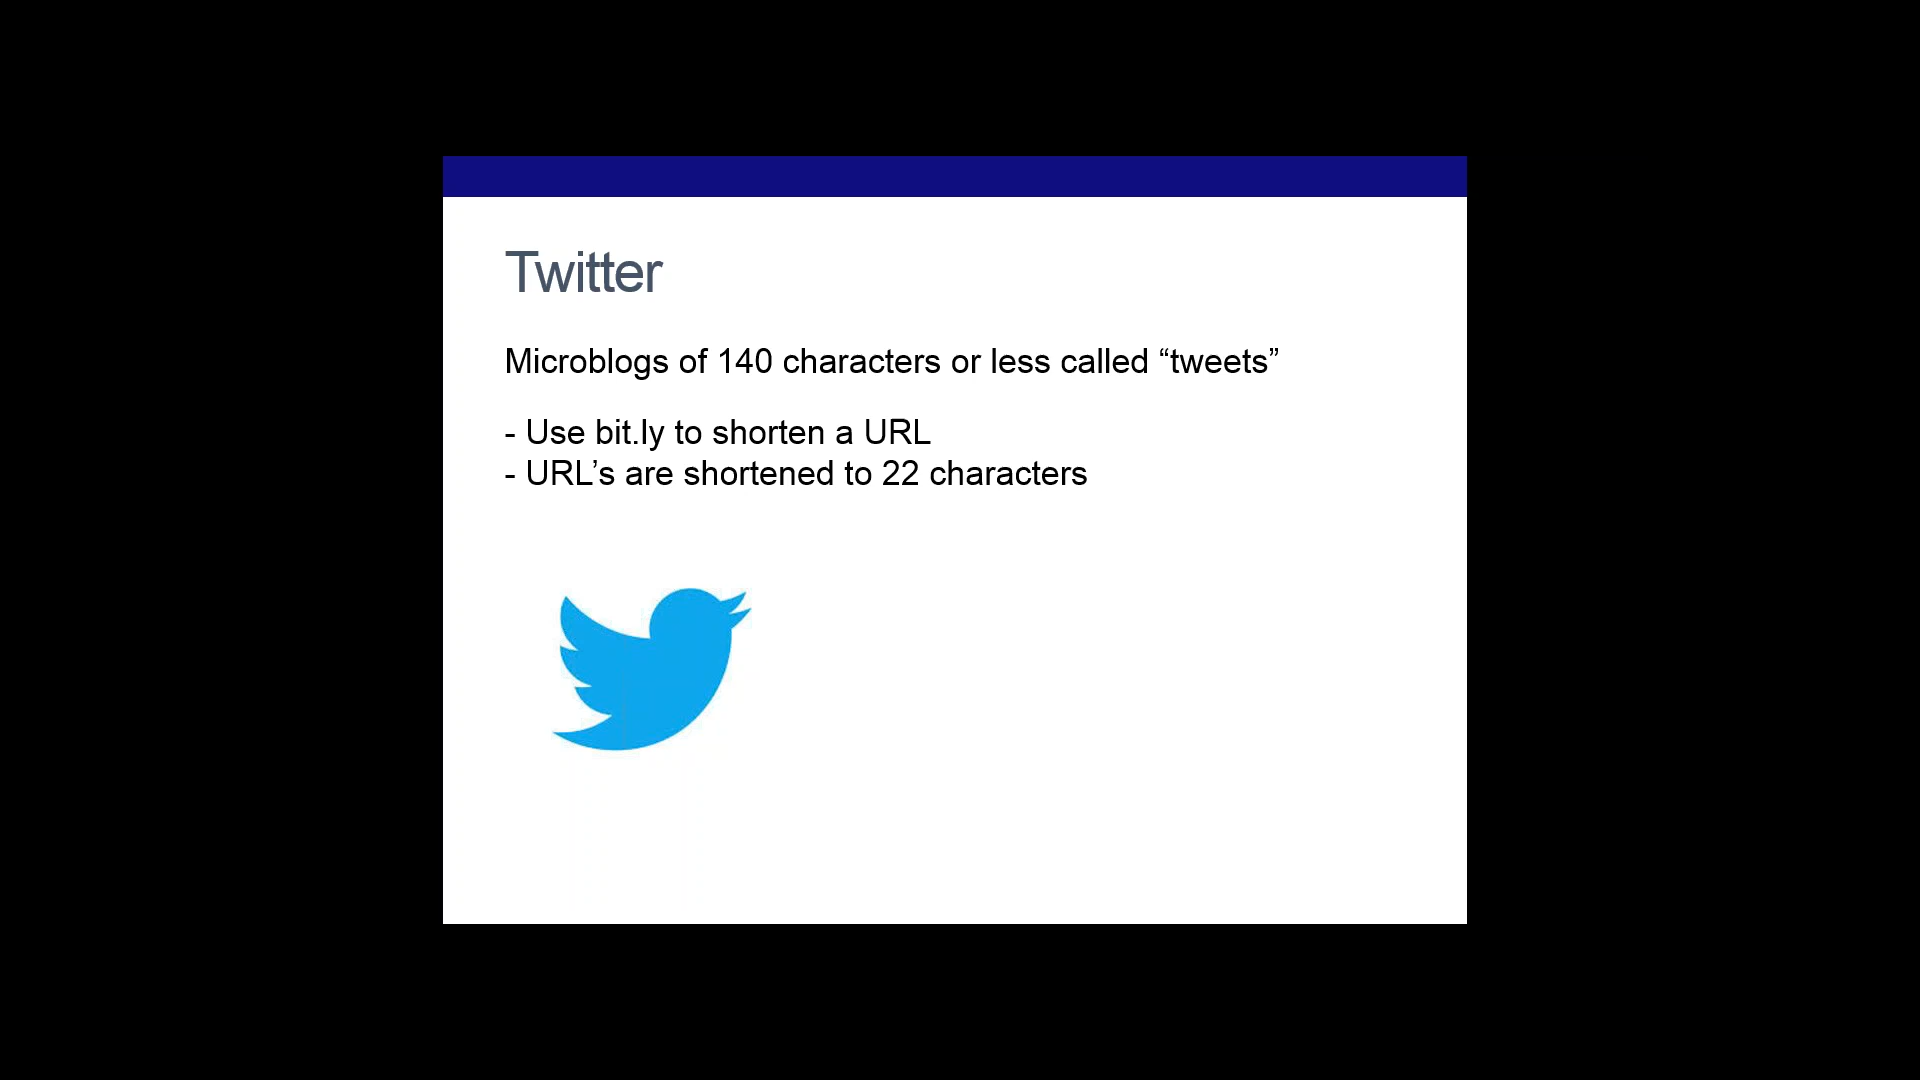 Twitter
Microblogs of 140 characters or less called “tweets”
- Use bit.ly to shorten a URL
- URL’s are shortened to 22 characters